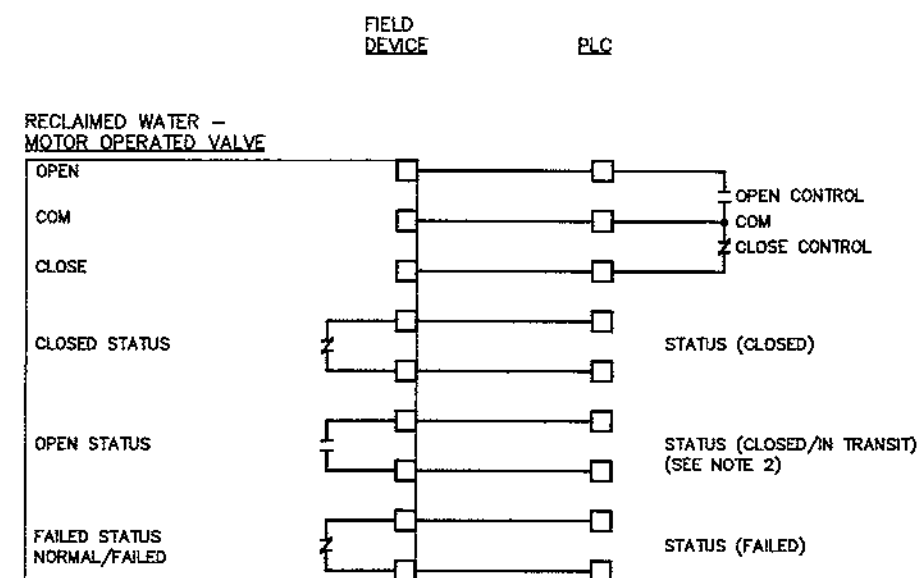 FIELD
DEVICE
PLC
RECLAIMED WATER –
MOTOR OPERATED VALVE
OPEN
OPEN CONTROL
COM
COM
CLOSE CONTROL
CLOSE
CLOSED STATUS
STATUS (CLOSED)
OPEN STATUS
STATUS (CLOSED/IN TRANSIT)
(SEE NOTE 2)
FAILED STATUS
NORMAL/FAILED
STATUS (FAILED)